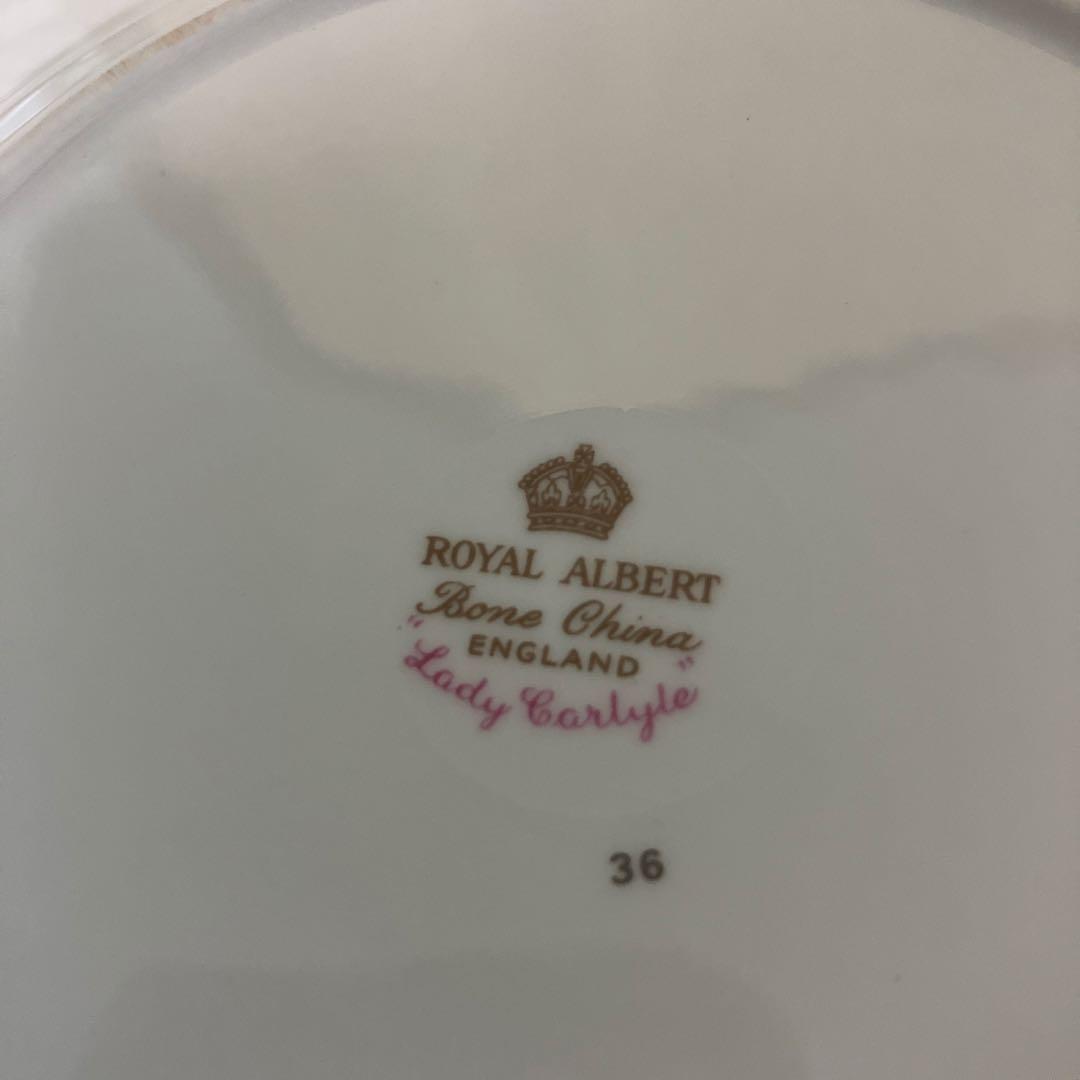 ROYAL ALBERT
Bone China
ENGLAND
"Lady Carlyle"
36